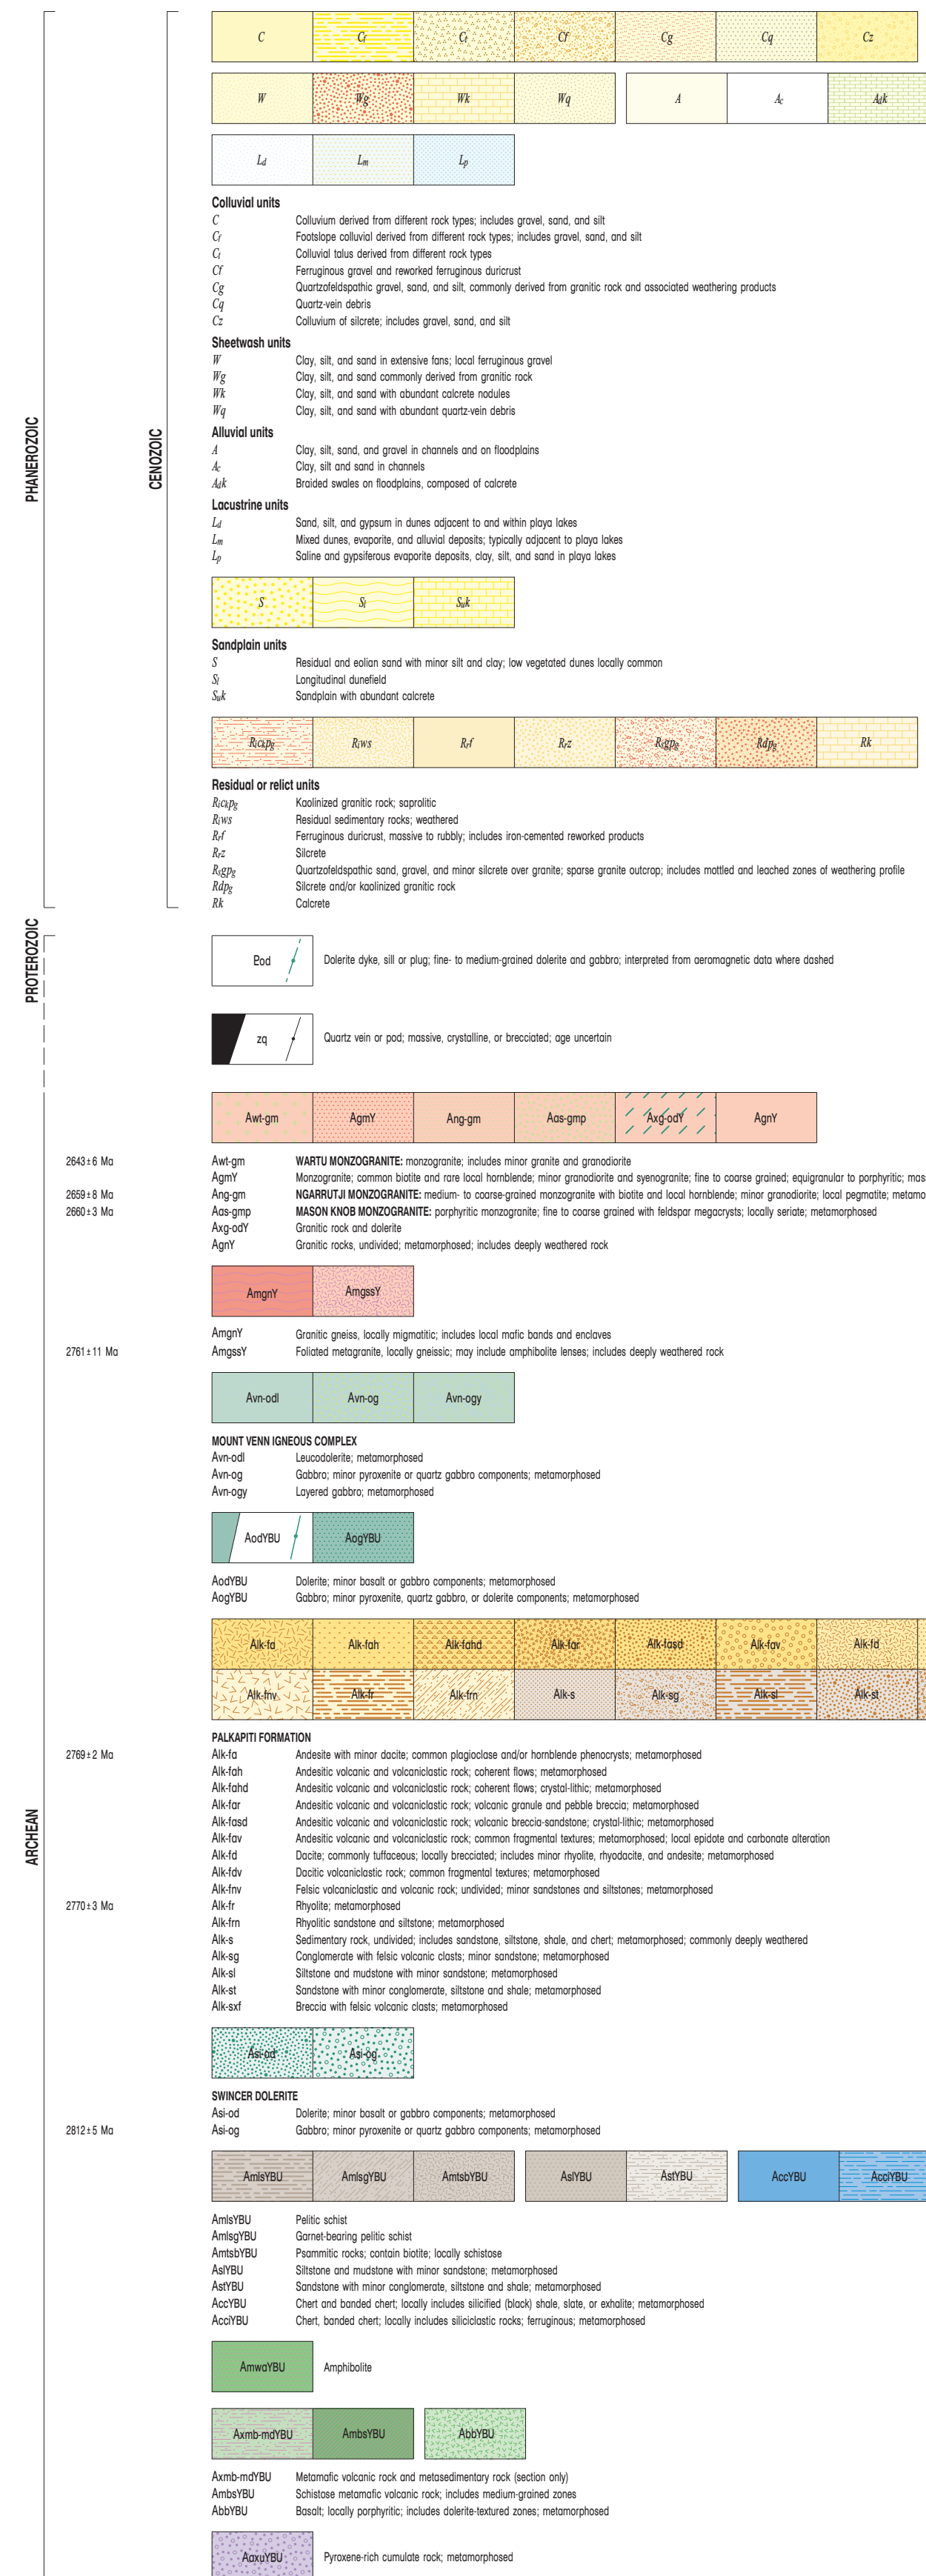 C Cf Ct Cf Cg Cq Cz
W Wg Wk Wq A Ac Adk
Ld Lm Lp
Colluvial units
C Colluvium derived from different rock types; includes gravel, sand, and silt
Cf Footslope colluvial derived from different rock types; includes gravel, sand, and silt
Ct Colluvial talus derived from different rock types
Cf Ferruginous gravel and reworked ferruginous duricrust
Cg Quartzofeldspathic gravel, sand, and silt, commonly derived from granitic rock and associated weathering products
Cq Quartz-vein debris
Cz Colluvium of silcrete; includes gravel, sand, and silt
Sheetwash units
W Clay, silt, and sand in extensive fans; local ferruginous gravel
Wg Clay, silt, and sand commonly derived from granitic rock
Wk Clay, silt, and sand with abundant calcrete nodules
Wq Clay, silt, and sand with abundant quartz-vein debris
Alluvial units
A Clay, silt, sand, and gravel in channels and on floodplains
Ac Clay, silt and sand in channels
Adk Braided swales on floodplains, composed of calcrete
Lacustrine units
Ld Sand, silt, and gypsum in dunes adjacent to and within playa lakes
Lm Mixed dunes, evaporite, and alluvial deposits; typically adjacent to playa lakes
Lp Saline and gypsiferous evaporite deposits, clay, silt, and sand in playa lakes
PHANEROZOIC
CENOZOIC
S Sl Suk
Sandplain units
S Residual and eolian sand with minor silt and clay; low vegetated dunes locally common
Sl Longitudinal dunefield
Suk Sandplain with abundant calcrete
Rickpg Riws Rrf Rrz Rsgpg Rdpg Rk
Residual or relict units
Rickpg Kaolinized granitic rock; saprolitic
Riws Residual sedimentary rocks; weathered
Rrf Ferruginous duricrust, massive to rubbly; includes iron-cemented reworked products
Rrz Silcrete
Rsgpg Quartzofeldspathic sand, gravel, and minor silcrete over granite; sparse granite outcrop; includes mottled and leached zones of weathering profile
Rdpg Silcrete and/or kaolinized granitic rock
Rk Calcrete
PROTEROZOIC
Pod Dolerite dyke, sill or plug; fine- to medium-grained dolerite and gabbro; interpreted from aeromagnetic data where dashed
zq Quartz vein or pod; massive, crystalline, or brecciated; age uncertain
Awt-gm AgmY Ang-gm Aas-gmp Axg-odY AgnY
2643±6 Ma Awt-gm WARTU MONZOGRANITE: monzogranite; includes minor granite and granodiorite
AgmY Monzogranite; common biotite and rare local hornblende; minor granodiorite and syenogranite; fine to coarse grained; equigranular to porphyritic; mas
2659±8 Ma Ang-gm NGARRUTJI MONZOGRANITE: medium- to coarse-grained monzogranite with biotite and local hornblende; minor granodiorite; local pegmatite; metamo
2660±3 Ma Aas-gmp MASON KNOB MONZOGRANITE: porphyritic monzogranite; fine to coarse grained with feldspar megacrysts; locally seriate; metamorphosed
Axg-odY Granitic rock and dolerite
AgnY Granitic rocks, undivided; metamorphosed; includes deeply weathered rock
AmgnY AmgssY
AmgnY Granitic gneiss, locally migmatitic; includes local mafic bands and enclaves
2761±11 Ma AmgssY Foliated metagranite, locally gneissic; may include amphibolite lenses; includes deeply weathered rock
Avn-odl Avn-og Avn-ogy
MOUNT VENN IGNEOUS COMPLEX
Avn-odl Leucodolerite; metamorphosed
Avn-og Gabbro; minor pyroxenite or quartz gabbro components; metamorphosed
Avn-ogy Layered gabbro; metamorphosed
AodYBU AogYBU
AodYBU Dolerite; minor basalt or gabbro components; metamorphosed
AogYBU Gabbro; minor pyroxenite, quartz gabbro, or dolerite components; metamorphosed
Alk-fa Alk-fah Alk-fahd Alk-far Alk-fasd Alk-fav Alk-fd
Alk-fnv Alk-fr Alk-frn Alk-s Alk-sg Alk-sl Alk-st
ARCHEAN
PALKAPITI FORMATION
2769±2 Ma Alk-fa Andesite with minor dacite; common plagioclase and/or hornblende phenocrysts; metamorphosed
Alk-fah Andesitic volcanic and volcaniclastic rock; coherent flows; metamorphosed
Alk-fahd Andesitic volcanic and volcaniclastic rock; coherent flows; crystal-lithic; metamorphosed
Alk-far Andesitic volcanic and volcaniclastic rock; volcanic granule and pebble breccia; metamorphosed
Alk-fasd Andesitic volcanic and volcaniclastic rock; volcanic breccia-sandstone; crystal-lithic; metamorphosed
Alk-fav Andesitic volcanic and volcaniclastic rock; common fragmental textures; metamorphosed; local epidote and carbonate alteration
Alk-fd Dacite; commonly tuffaceous; locally brecciated; includes minor rhyolite, rhyodacite, and andesite; metamorphosed
Alk-fdv Dacitic volcaniclastic rock; common fragmental textures; metamorphosed
Alk-fnv Felsic volcaniclastic and volcanic rock; undivided; minor sandstones and siltstones; metamorphosed
2770±3 Ma Alk-fr Rhyolite; metamorphosed
Alk-frn Rhyolitic sandstone and siltstone; metamorphosed
Alk-s Sedimentary rock, undivided; includes sandstone, siltstone, shale, and chert; metamorphosed; commonly deeply weathered
Alk-sg Conglomerate with felsic volcanic clasts; minor sandstone; metamorphosed
Alk-sl Siltstone and mudstone with minor sandstone; metamorphosed
Alk-st Sandstone with minor conglomerate, siltstone and shale; metamorphosed
Alk-sxf Breccia with felsic volcanic clasts; metamorphosed
Asi-od Asi-og
SWINCER DOLERITE
Asi-od Dolerite; minor basalt or gabbro components; metamorphosed
2812±5 Ma Asi-og Gabbro; minor pyroxenite or quartz gabbro components; metamorphosed
AmlsYBU AmlsgYBU AmtsbYBU AslYBU AstYBU AccYBU AcciYBU
AmlsYBU Pelitic schist
AmlsgYBU Garnet-bearing pelitic schist
AmtsbYBU Psammitic rocks; contain biotite; locally schistose
AslYBU Siltstone and mudstone with minor sandstone; metamorphosed
AstYBU Sandstone with minor conglomerate, siltstone and shale; metamorphosed
AccYBU Chert and banded chert; locally includes silicified (black) shale, slate, or exhalite; metamorphosed
AcciYBU Chert, banded chert; locally includes siliciclastic rocks; ferruginous; metamorphosed
AmwaYBU Amphibolite
Axmb-mdYBU AmbsYBU AbbYBU
Axmb-mdYBU Metamafic volcanic rock and metasedimentary rock (section only)
AmbsYBU Schistose metamafic volcanic rock; includes medium-grained zones
AbbYBU Basalt; locally porphyritic; includes dolerite-textured zones; metamorphosed
AaxuYBU Pyroxene-rich cumulate rock; metamorphosed